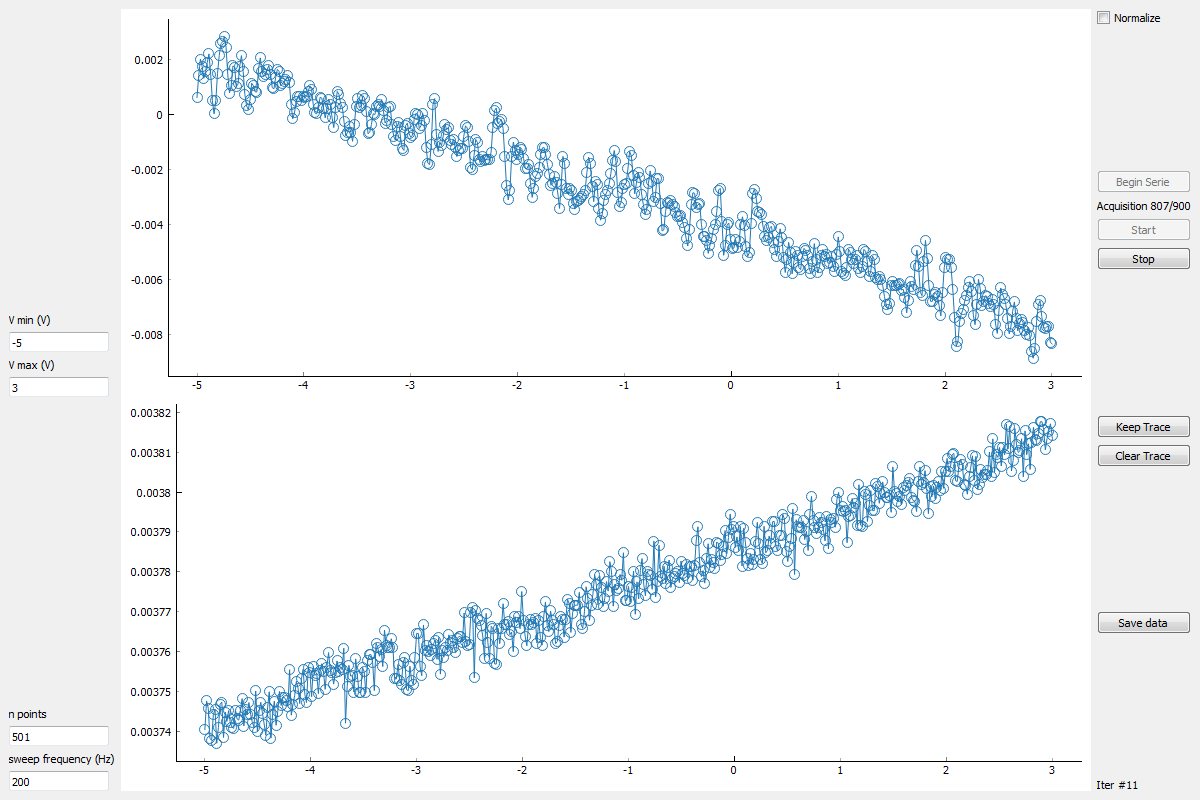 Normalize
0.002
0
-0.002
-0.004
-0.006
-0.008
-5 -4 -3 -2 -1 0 1 2 3
Begin Serie
Acquisition 807/900
Start
Stop
V min (V)
-5
V max (V)
3
0.00382
0.00381
0.0038
0.00379
0.00378
0.00377
0.00376
0.00375
0.00374
-5 -4 -3 -2 -1 0 1 2 3
Keep Trace
Clear Trace
Save data
n points
501
sweep frequency (Hz)
200
Iter #11